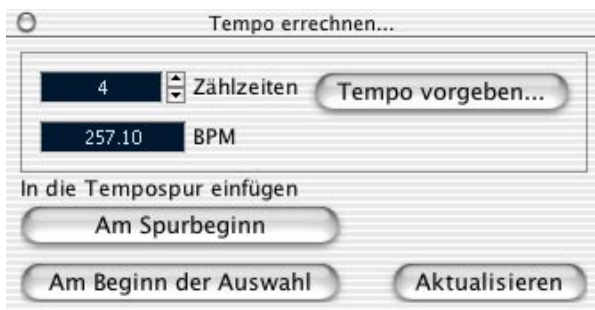 Tempo errechnen...
4 Zählzeiten Tempo vorgeben...
257.10 BPM
In die Tempospur einfügen
Am Spurbeginn
Am Beginn der Auswahl Aktualisieren